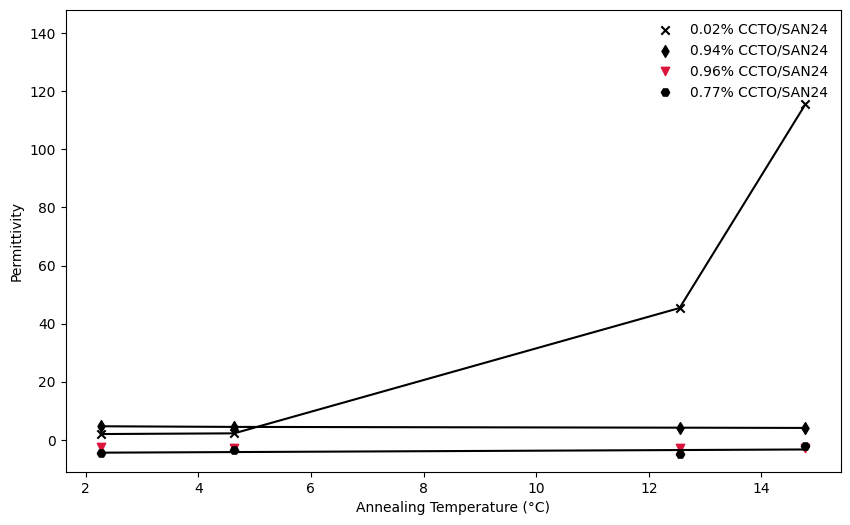 140
120
100
80
60
40
20
0
Permittivity
0.02% CCTO/SAN24
0.94% CCTO/SAN24
0.96% CCTO/SAN24
0.77% CCTO/SAN24
2 4 6 8 10 12 14
Annealing Temperature (°C)